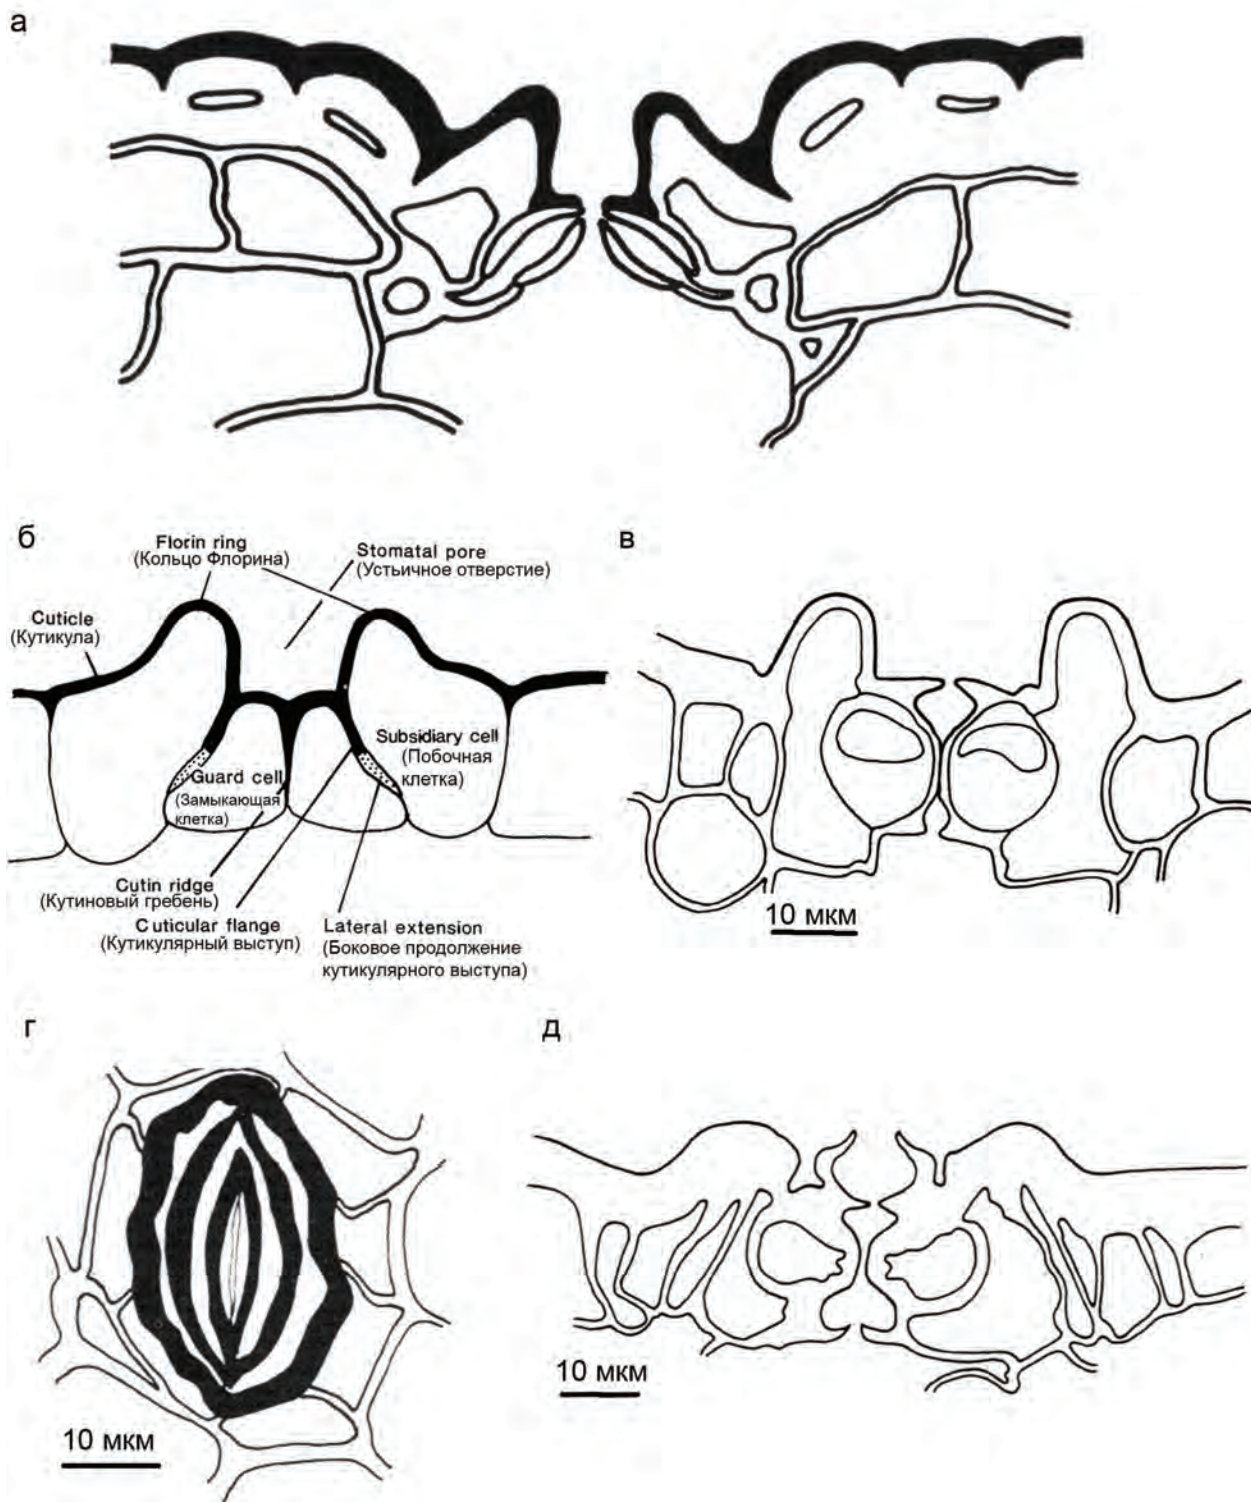 а
б
Florin ring
(Кольцо Флорина)
Stomatal pore
(Устьичное отверстие)
Cuticle
(Кутикула)
Subsidiary cell
(Побочная
клетка)
Guard cell
(Замыкающая
клетка)
Cutin ridge
(Кутиновый гребень)
Cuticular flange
(Кутикулярный выступ)
Lateral extension
(Боковое продолжение
кутикулярного выступа)
в
10 мкм
г
10 мкм
д
10 мкм